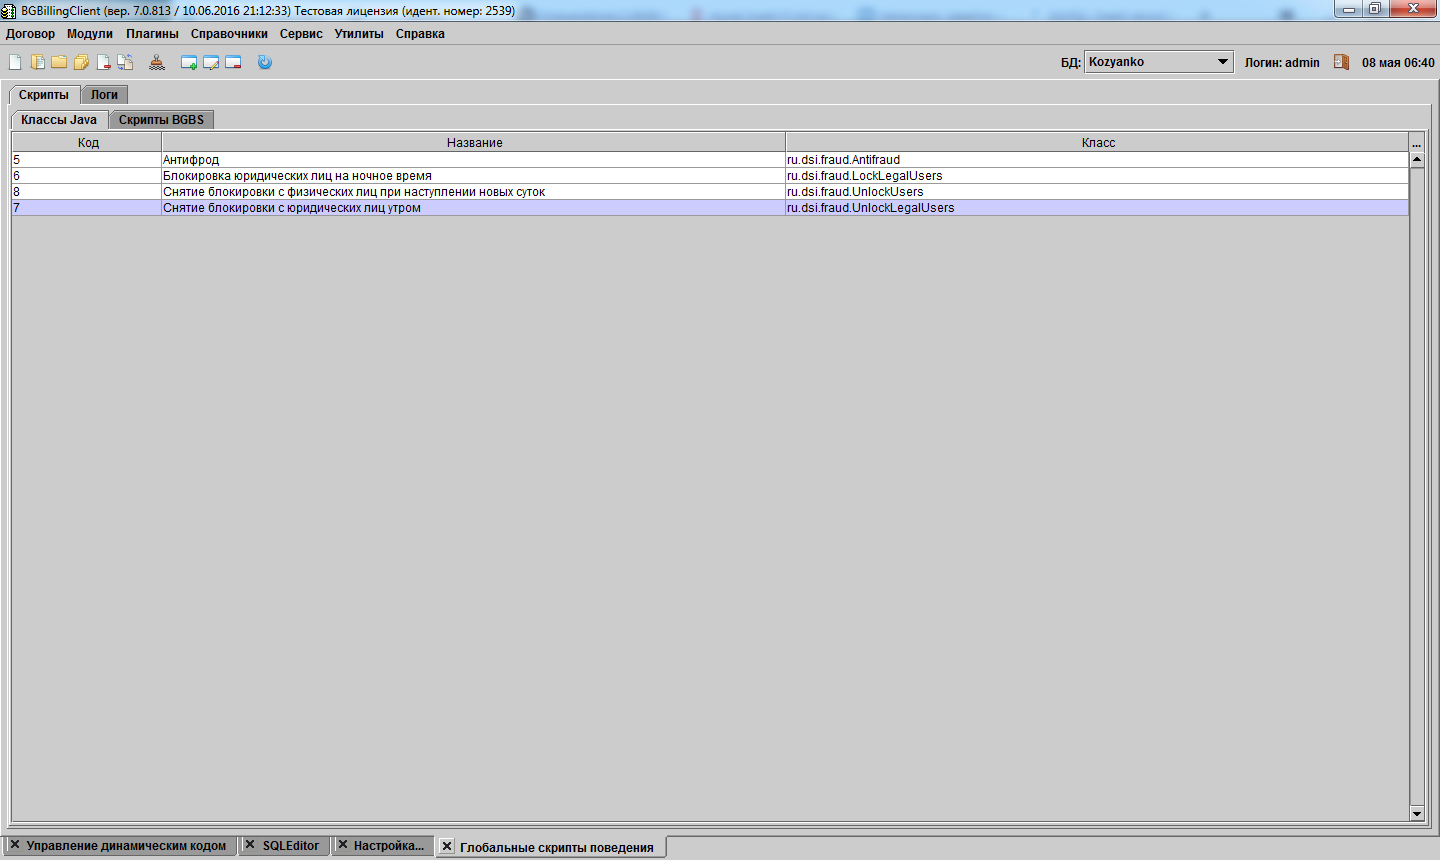 BGBillingClient (вер. 7.0.813 / 10.06.2016 21:12:33) Тестовая лицензия (идент. номер: 2539)
Договор Модули Плагины Справочники Сервис Утилиты Справка
БД: Kozyanko Логин: admin 08 мая 06:40
Скрипты Логи
Классы Java Скрипты BGBS
Код Название Класс ...
5 Антифрод ru.dsi.fraud.Antifraud
6 Блокировка юридических лиц на ночное время ru.dsi.fraud.LockLegalUsers
8 Снятие блокировки с физических лиц при наступлении новых суток ru.dsi.fraud.UnlockUsers
7 Снятие блокировки с юридических лиц утром ru.dsi.fraud.UnlockLegalUsers
Управление динамическим кодом SQLEditor Настройка... Глобальные скрипты поведения